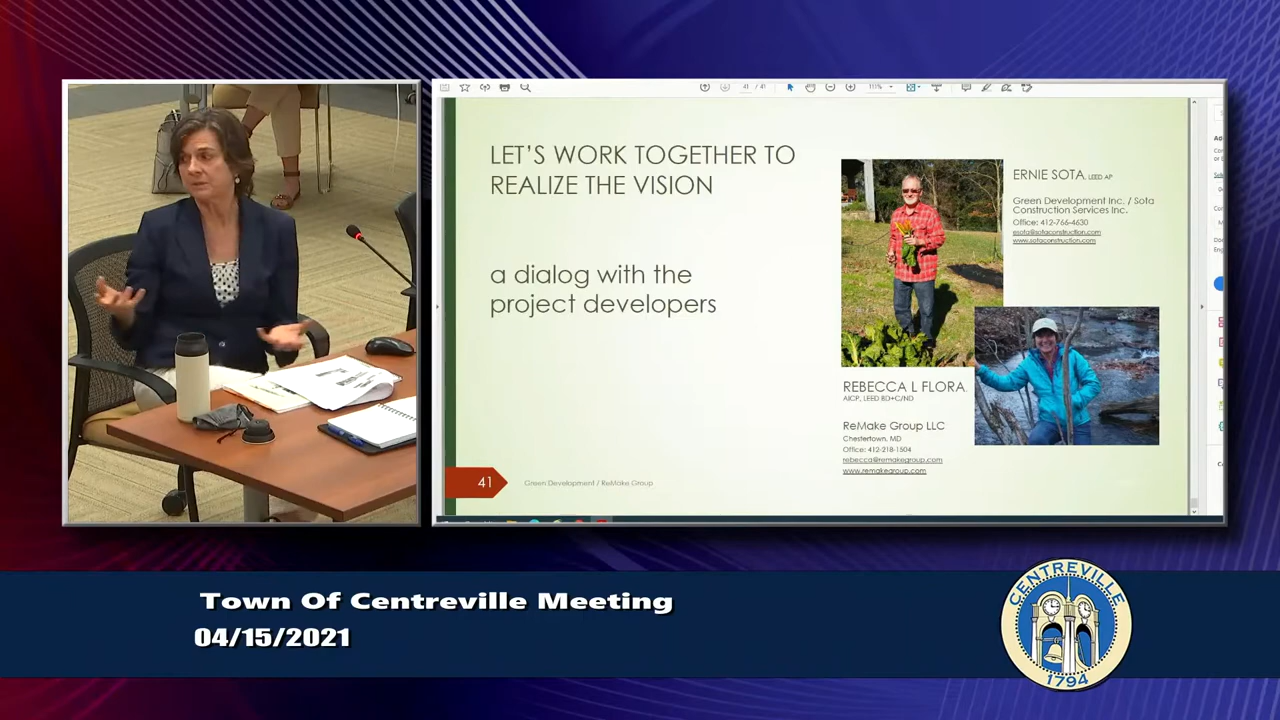 41 / 41
111%
LET'S WORK TOGETHER TO
REALIZE THE VISION
a dialog with the
project developers
ERNIE SOTA, LEED AP
Green Development Inc. / Sota
Construction Services Inc.
Office: 412-766-4630
esota@sotaconstruction.com
www.sotaconstruction.com
REBECCA L FLORA,
AICP, LEED BD+C/ND
ReMake Group LLC
Chestertown, MD
Office: 412-218-1504
rebecca@remakegroup.com
www.remakegroup.com
41
Green Development / ReMake Group
Town Of Centreville Meeting
04/15/2021
CENTREVILLE
1794